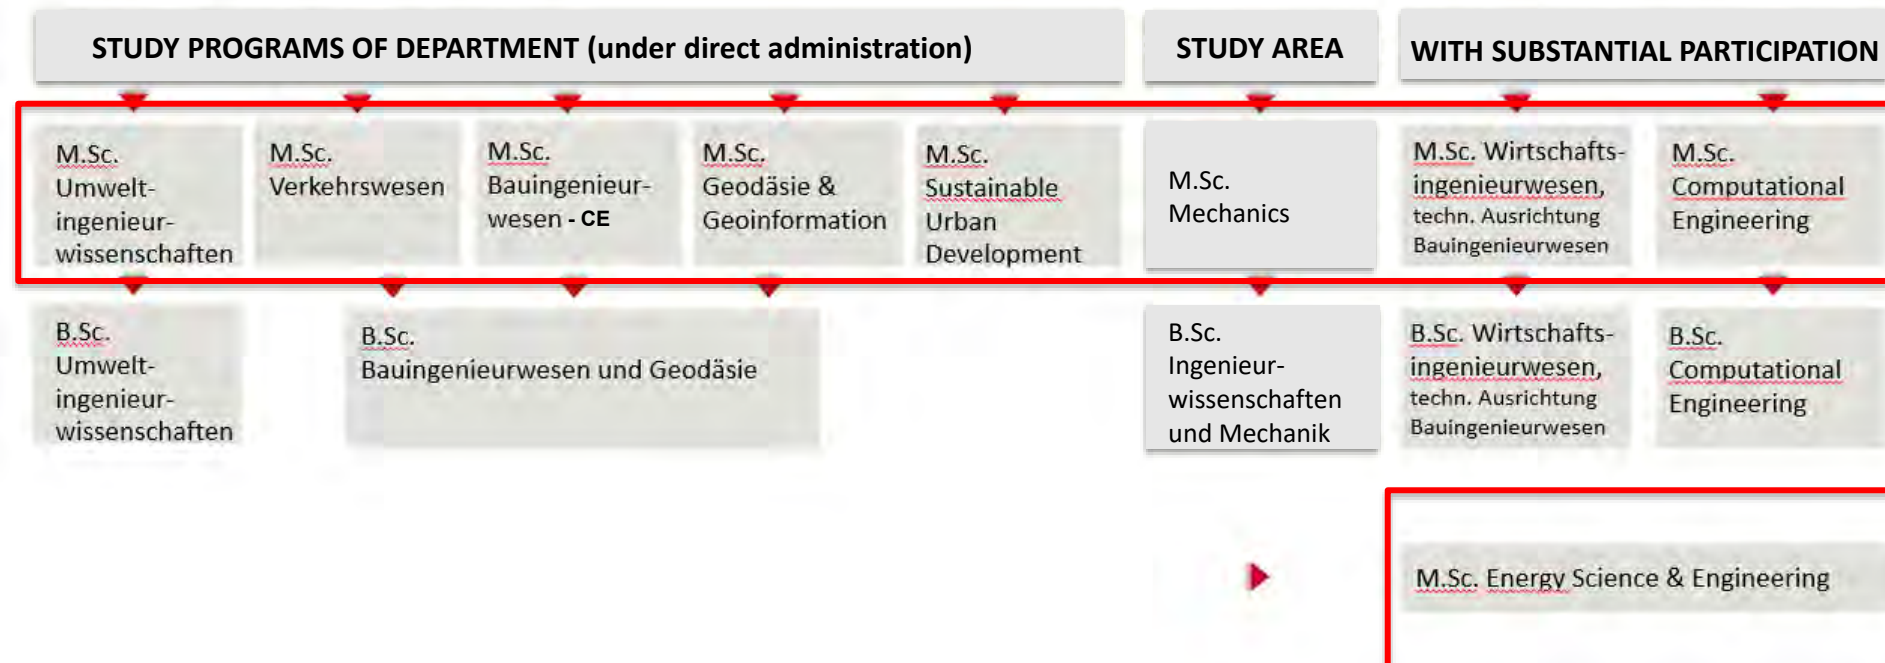 STUDY PROGRAMS OF DEPARTMENT (under direct administration)
STUDY AREA
WITH SUBSTANTIAL PARTICIPATION
M.Sc.
Umwelt-
ingenieur-
wissenschaften
M.Sc.
Verkehrswesen
M.Sc.
Bauingenieur-
wesen - CE
M.Sc.
Geodäsie &
Geoinformation
M.Sc.
Sustainable
Urban
Development
M.Sc.
Mechanics
M.Sc. Wirtschafts-
ingenieurwesen,
techn. Ausrichtung
Bauingenieurwesen
M.Sc.
Computational
Engineering
B.Sc.
Umwelt-
ingenieur-
wissenschaften
B.Sc.
Bauingenieurwesen und Geodäsie
B.Sc.
Ingenieur-
wissenschaften
und Mechanik
B.Sc. Wirtschafts-
ingenieurwesen,
techn. Ausrichtung
Bauingenieurwesen
B.Sc.
Computational
Engineering
M.Sc. Energy Science & Engineering